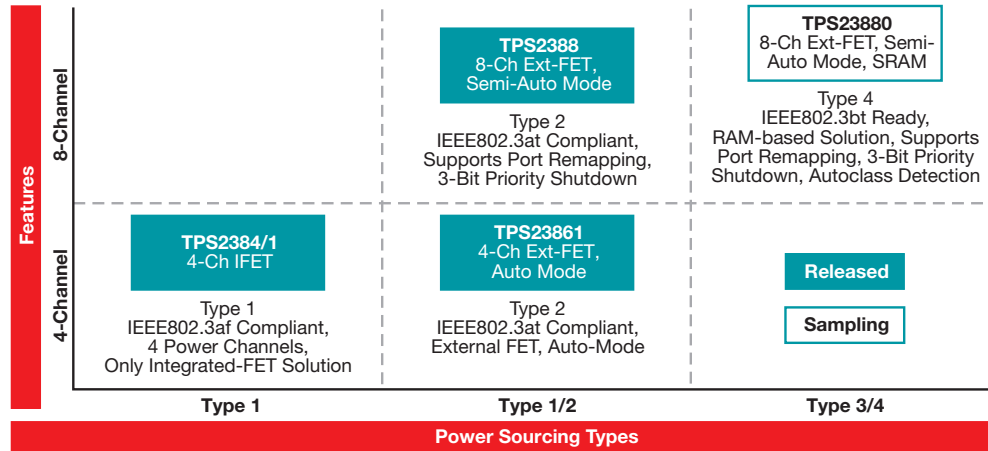 Features
8-Channel
4-Channel
TPS2388
8-Ch Ext-FET,
Semi-Auto Mode
Type 2
IEEE802.3at Compliant,
Supports Port Remapping,
3-Bit Priority Shutdown
TPS23880
8-Ch Ext-FET, Semi-
Auto Mode, SRAM
Type 4
IEEE802.3bt Ready,
RAM-based Solution, Supports
Port Remapping, 3-Bit Priority
Shutdown, Autoclass Detection
TPS2384/1
4-Ch IFET
Type 1
IEEE802.3af Compliant,
4 Power Channels,
Only Integrated-FET Solution
TPS23861
4-Ch Ext-FET,
Auto Mode
Type 2
IEEE802.3at Compliant,
External FET, Auto-Mode
Released
Sampling
Type 1
Type 1/2
Type 3/4
Power Sourcing Types